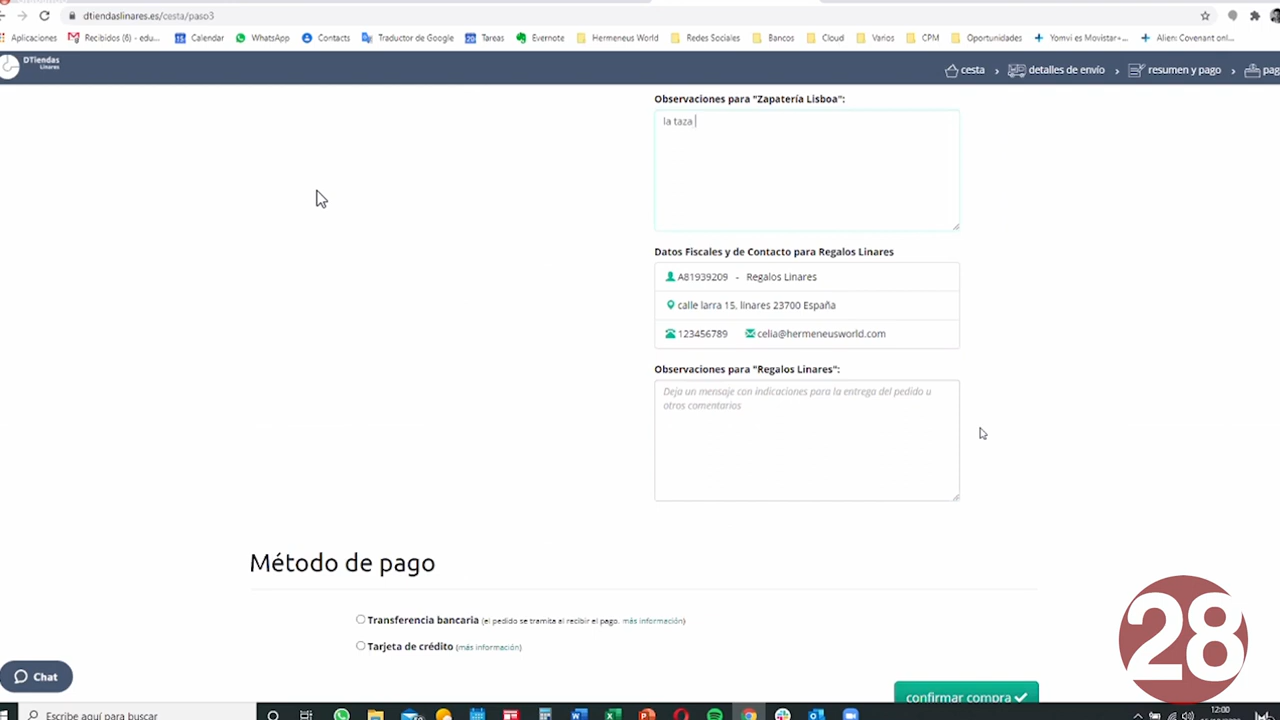 dtiendaslinares.es/cesta/paso3
Aplicaciones Recibidos (6) - edu... Calendar WhatsApp Contacts Traductor de Google Tareas Evernote Hermeneus World Redes Sociales Bancos Cloud Varios CPM Oportunidades Yomvi es Movistar+... Alien: Covenant onl...
DTiendas
Linares
cesta > detalles de envío > resumen y pago > pag
Observaciones para "Zapatería Lisboa":
la taza
Datos Fiscales y de Contacto para Regalos Linares
A81939209 - Regalos Linares
calle larra 15, linares 23700 España
123456789 celia@hermeneusworld.com
Observaciones para "Regalos Linares":
Deja un mensaje con indicaciones para la entrega del pedido u
otros comentarios
Método de pago
Transferencia bancaria (el pedido se tramita al recibir el pago. más información)
Tarjeta de crédito (más información)
28
Chat
confirmar compra
Escribe aquí para buscar
12:00